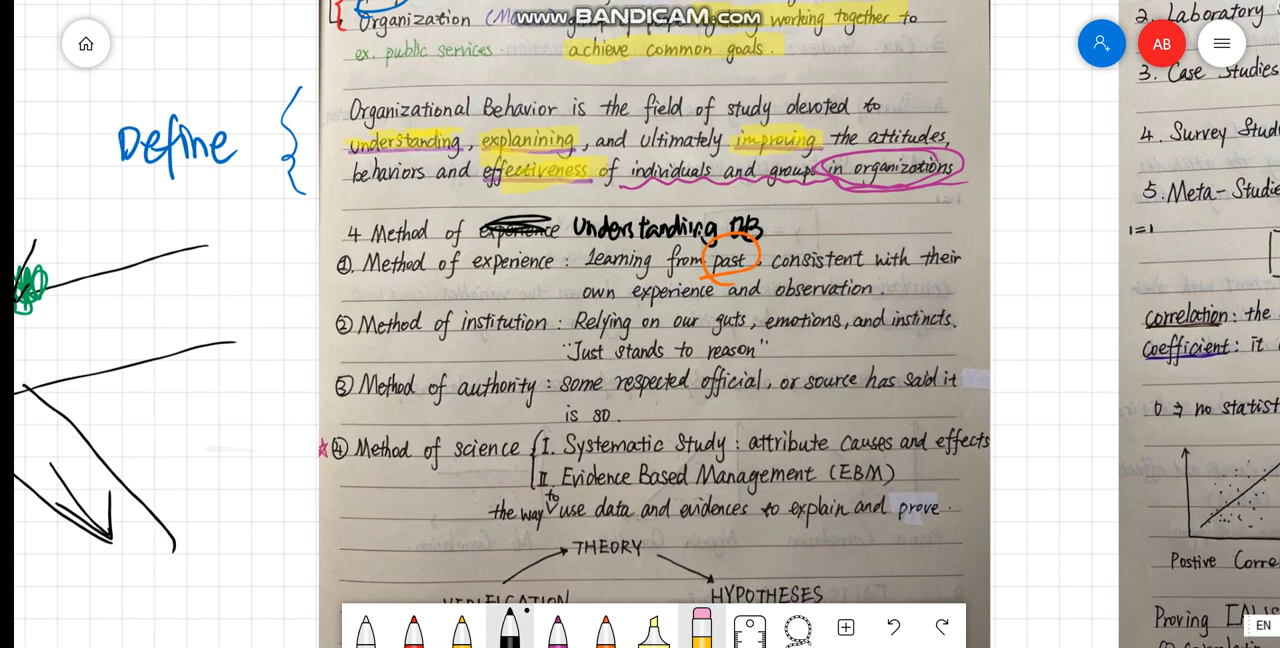 www.BANDICAM.com
Organization
working together to
ex. public services.
achieve common goals.
Organizational Behavior is the field of study devoted to
understanding, explanining, and ultimately improving the attitudes,
behaviors and effectiveness of individuals and groups in organizations
Define
4 Method of experience Understanding OB
①. Method of experience : Learning from past, consistent with their
own experience and observation.
② Method of institution : Relying on our guts, emotions, and instincts.
"Just stands to reason"
③ Method of authority : some respected official, or source has said it
is so.
④ Method of science I. Systematic Study : attribute causes and effects
II. Evidence Based Management (EBM)
the way to use data and evidences to explain and prove.
THEORY
HYPOTHESES
AB
2. Laboratory
3. Case Studies
4. Survey Stud
5. Meta-Studie
correlation: the
coefficient: it
0 → no statist
Postive Corre
Proving
EN